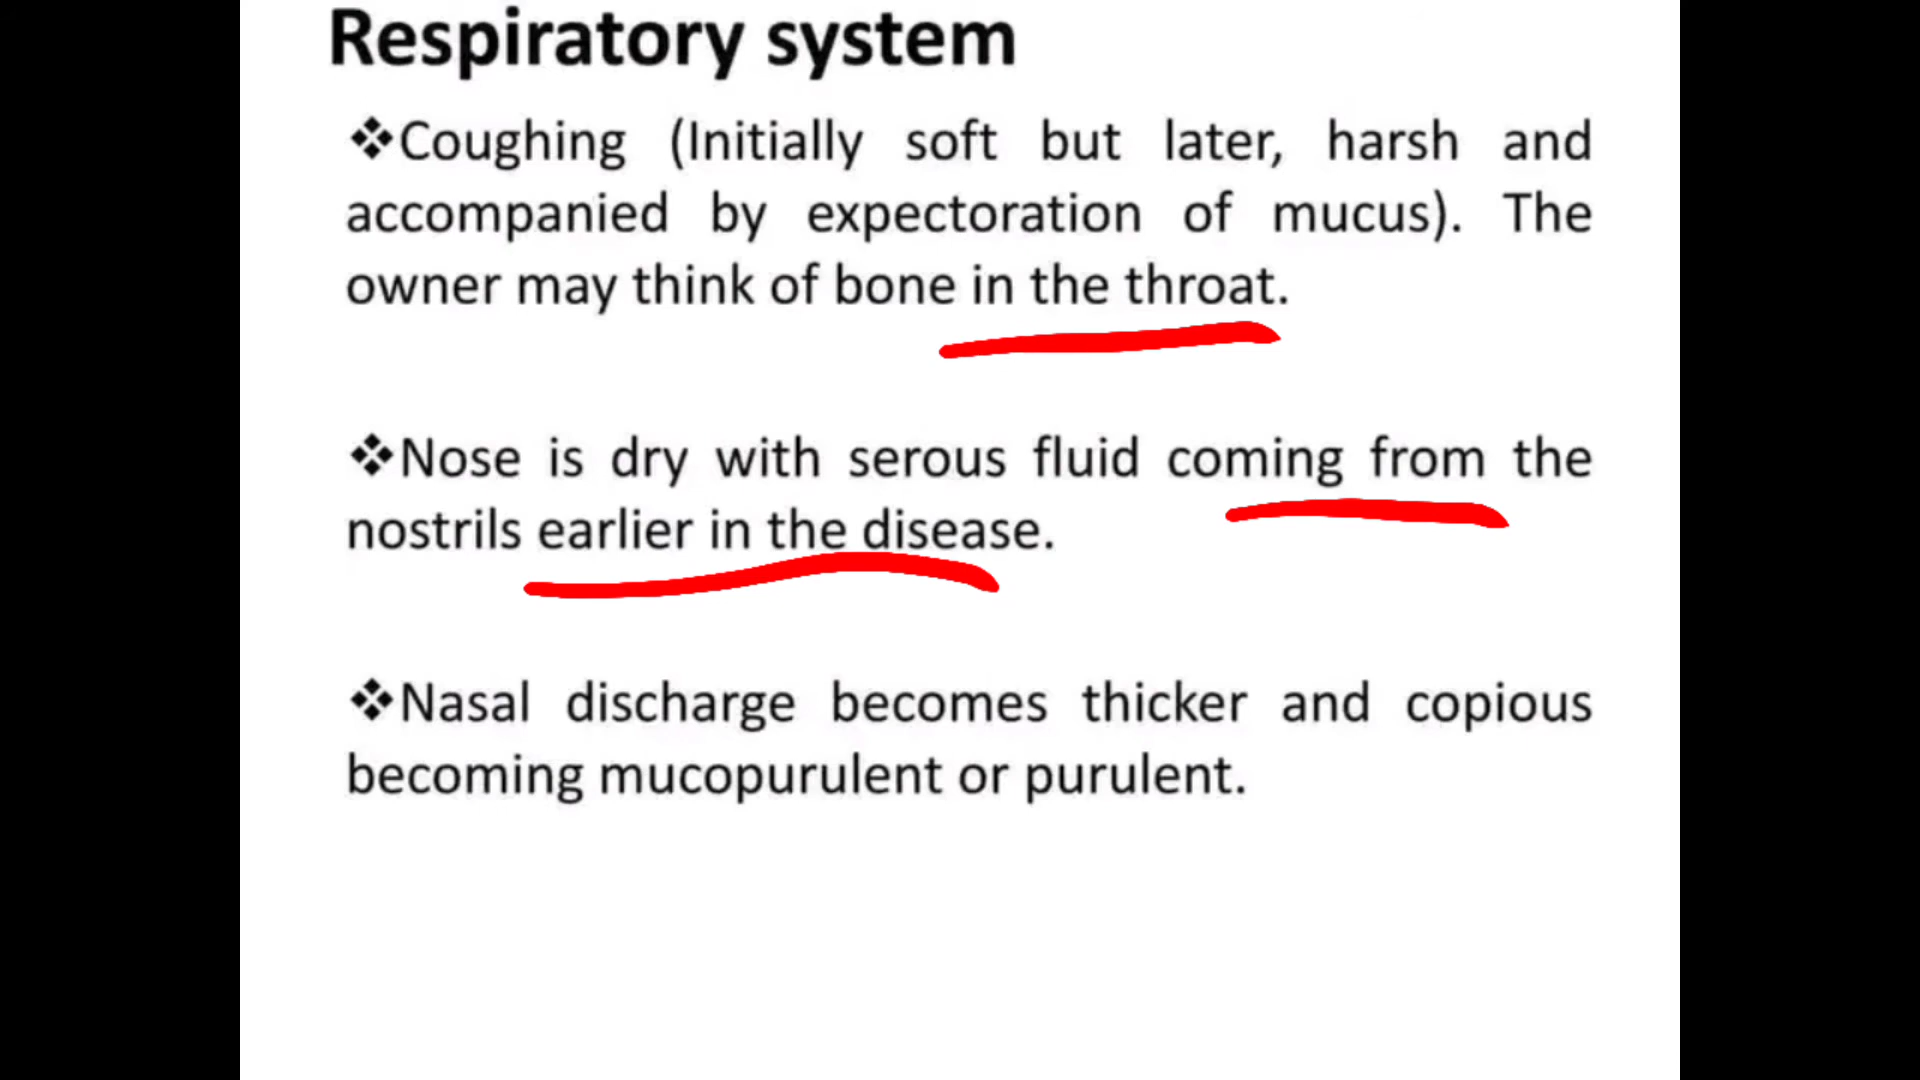 Respiratory system
❖Coughing (Initially soft but later, harsh and
accompanied by expectoration of mucus). The
owner may think of bone in the throat.
❖Nose is dry with serous fluid coming from the
nostrils earlier in the disease.
❖Nasal discharge becomes thicker and copious
becoming mucopurulent or purulent.